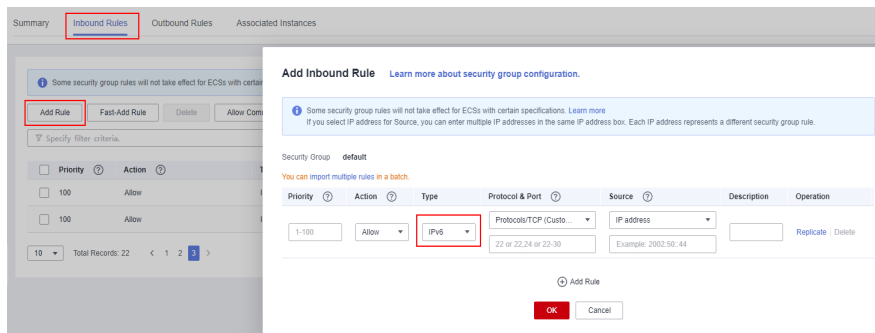 Summary Inbound Rules Outbound Rules Associated Instances
Some security group rules will not take effect for ECSs with certain
Add Rule Fast-Add Rule Delete Allow Com
Specify filter criteria.
Priority Action T
100 Allow
100 Allow
10 Total Records: 22 < 1 2 3 >
Add Inbound Rule Learn more about security group configuration.
Some security group rules will not take effect for ECSs with certain specifications. Learn more
If you select IP address for Source, you can enter multiple IP addresses in the same IP address box. Each IP address represents a different security group rule.
Security Group default
You can import multiple rules in a batch.
Priority Action Type Protocol & Port Source Description Operation
1-100 Allow IPv6 Protocols/TCP (Custo... IP address Replicate Delete
22 or 22,24 or 22-30 Example: 2002:50::44
Add Rule
OK Cancel